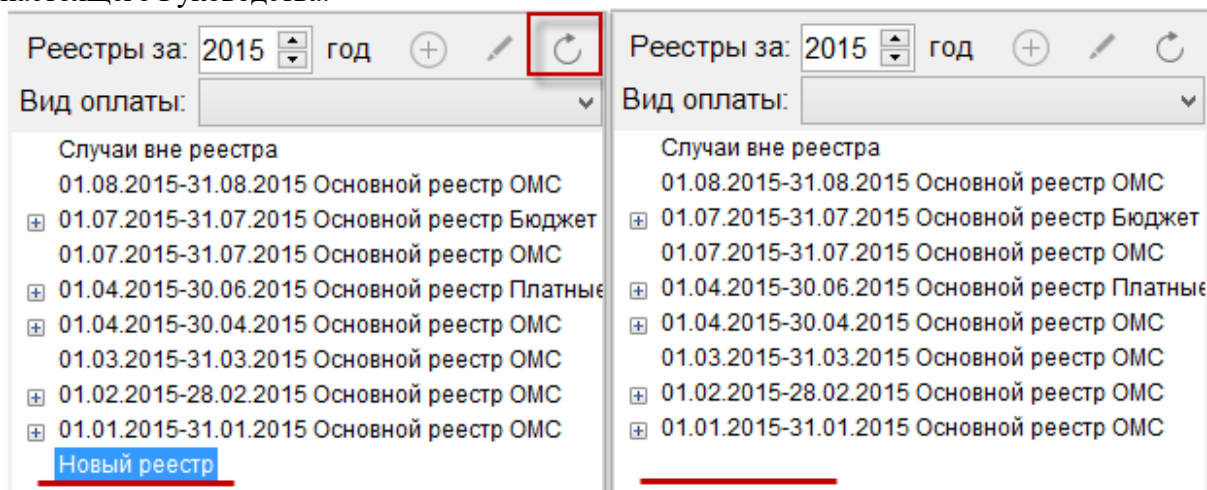 настоящего Руководства.
Реестры за: 2015 год
Вид оплаты:
Случаи вне реестра
01.08.2015-31.08.2015 Основной реестр ОМС
01.07.2015-31.07.2015 Основной реестр Бюджет
01.07.2015-31.07.2015 Основной реестр ОМС
01.04.2015-30.06.2015 Основной реестр Платные
01.04.2015-30.04.2015 Основной реестр ОМС
01.03.2015-31.03.2015 Основной реестр ОМС
01.02.2015-28.02.2015 Основной реестр ОМС
01.01.2015-31.01.2015 Основной реестр ОМС
Новый реестр
Реестры за: 2015 год
Вид оплаты:
Случаи вне реестра
01.08.2015-31.08.2015 Основной реестр ОМС
01.07.2015-31.07.2015 Основной реестр Бюджет
01.07.2015-31.07.2015 Основной реестр ОМС
01.04.2015-30.06.2015 Основной реестр Платные
01.04.2015-30.04.2015 Основной реестр ОМС
01.03.2015-31.03.2015 Основной реестр ОМС
01.02.2015-28.02.2015 Основной реестр ОМС
01.01.2015-31.01.2015 Основной реестр ОМС